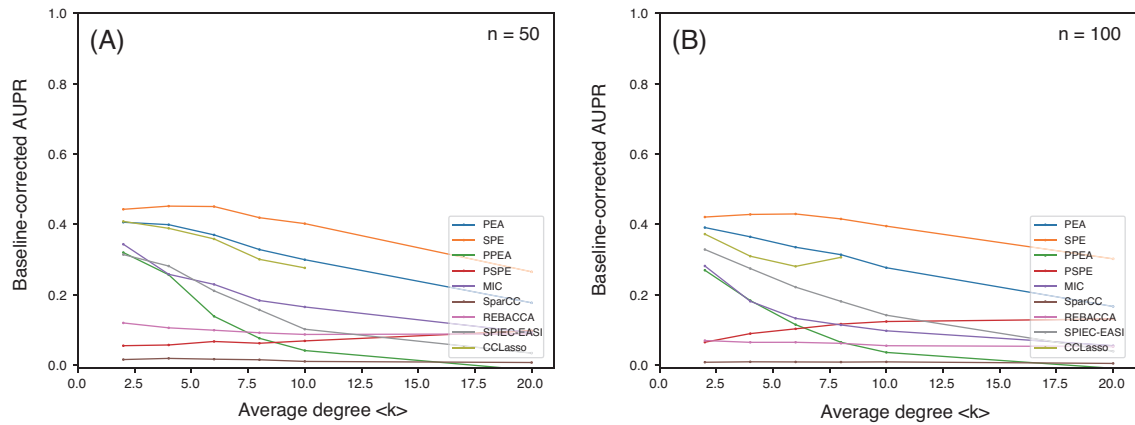 (A)
n = 50
Baseline-corrected AUPR
1.0
0.8
0.6
0.4
0.2
0.0
PEA
SPE
PPEA
PSPE
MIC
SparCC
REBACCA
SPIEC-EASI
CCLasso
0.0 2.5 5.0 7.5 10.0 12.5 15.0 17.5 20.0
Average degree <k>
(B)
n = 100
Baseline-corrected AUPR
1.0
0.8
0.6
0.4
0.2
0.0
PEA
SPE
PPEA
PSPE
MIC
SparCC
REBACCA
SPIEC-EASI
CCLasso
0.0 2.5 5.0 7.5 10.0 12.5 15.0 17.5 20.0
Average degree <k>